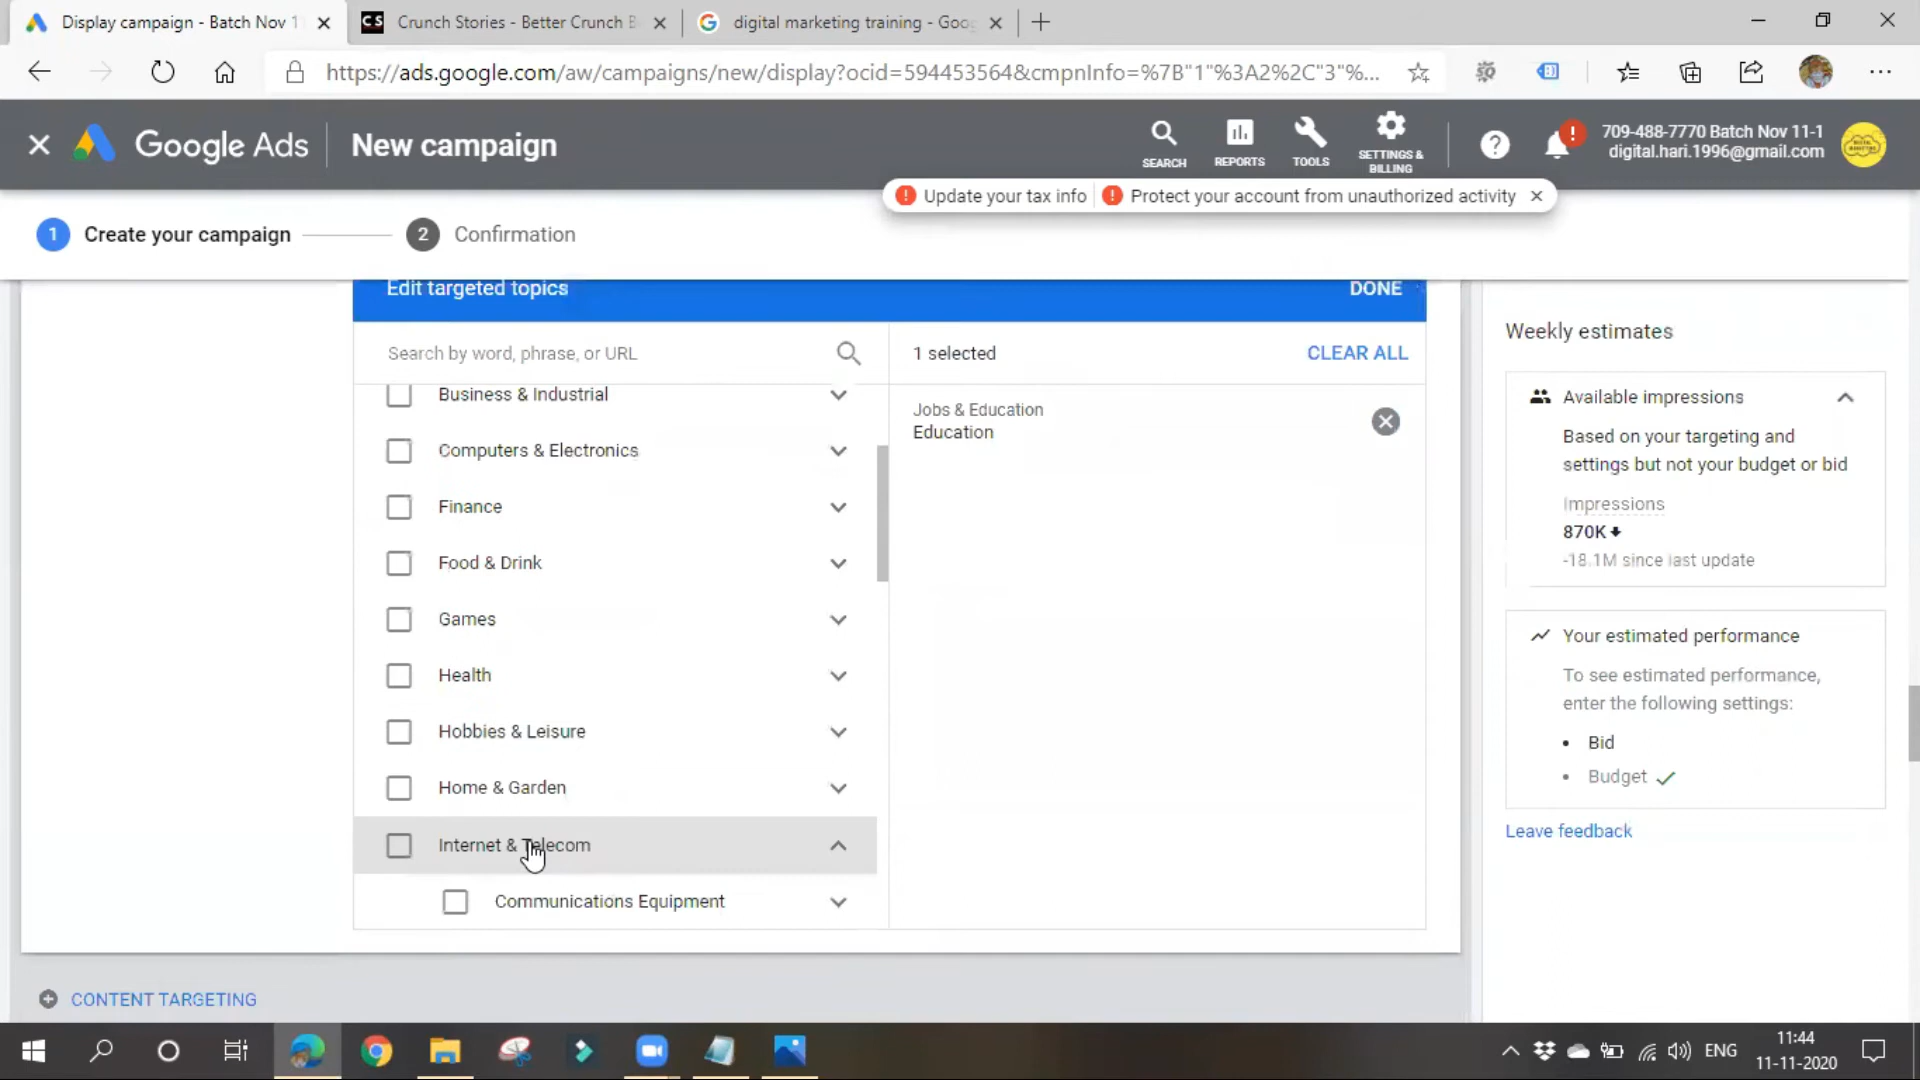 Display campaign - Batch Nov 11
Crunch Stories - Better Crunch B
digital marketing training - Goog
https://ads.google.com/aw/campaigns/new/display?ocid=594453564&cmpnInfo=%7B"1"%3A2%2C"3"%...
Google Ads
New campaign
SEARCH
REPORTS
TOOLS
SETTINGS &
BILLING
709-488-7770 Batch Nov 11-1
digital.hari.1996@gmail.com
Update your tax info
Protect your account from unauthorized activity
1 Create your campaign
2 Confirmation
Edit targeted topics
DONE
Search by word, phrase, or URL
1 selected
CLEAR ALL
Business & Industrial
Computers & Electronics
Finance
Food & Drink
Games
Health
Hobbies & Leisure
Home & Garden
Internet & Telecom
Communications Equipment
Jobs & Education
Education
Weekly estimates
Available impressions
Based on your targeting and
settings but not your budget or bid
Impressions
870K
-18.1M since last update
Your estimated performance
To see estimated performance,
enter the following settings:
• Bid
• Budget
Leave feedback
CONTENT TARGETING
ENG
11:44
11-11-2020